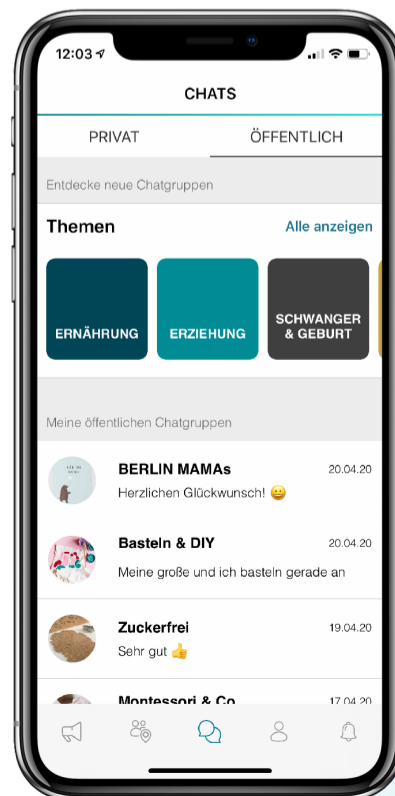 12:03
CHATS
PRIVAT
ÖFFENTLICH
Entdecke neue Chatgruppen
Themen
Alle anzeigen
ERNÄHRUNG
ERZIEHUNG
SCHWANGER
& GEBURT
Meine öffentlichen Chatgruppen
BERLIN MAMAs
20.04.20
Herzlichen Glückwunsch! 😀
Basteln & DIY
20.04.20
Meine große und ich basteln gerade an
Zuckerfrei
19.04.20
Sehr gut 👍
Montessori & Co
17.04.20